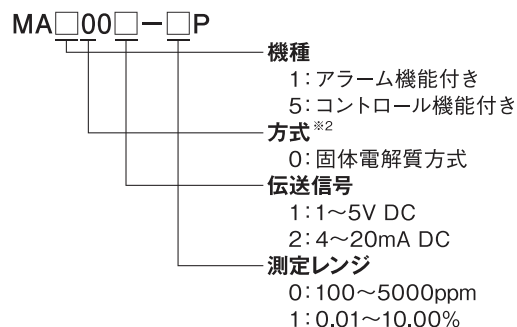 MA□00□－□P
機種
1：アラーム機能付き
5：コントロール機能付き
方式※2
0：固体電解質方式
伝送信号
1：1～5V DC
2：4～20mA DC
測定レンジ
0：100～5000ppm
1：0.01～10.00%